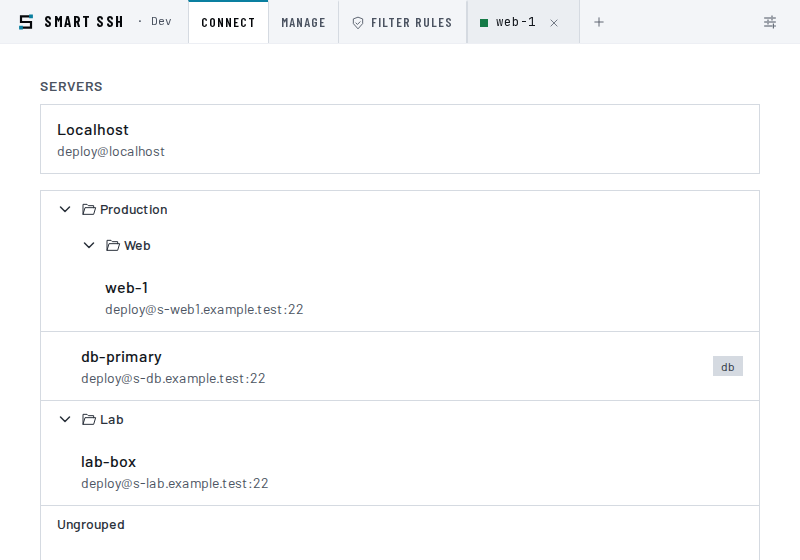 SMART SSH · Dev CONNECT MANAGE FILTER RULES web-1
SERVERS
Localhost
deploy@localhost
Production
Web
web-1
deploy@s-web1.example.test:22
db-primary
deploy@s-db.example.test:22
db
Lab
lab-box
deploy@s-lab.example.test:22
Ungrouped